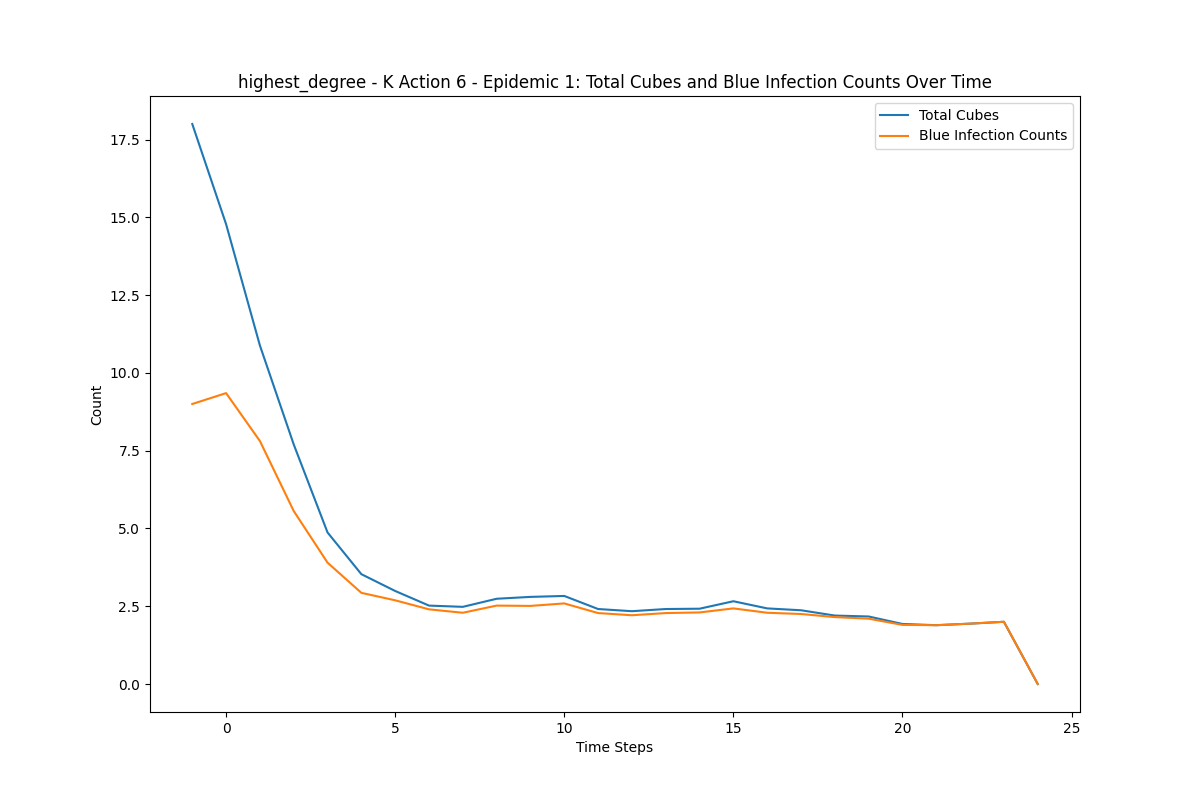 highest_degree - K Action 6 - Epidemic 1: Total Cubes and Blue Infection Counts Over Time
Total Cubes
Blue Infection Counts
17.5
15.0
12.5
10.0
7.5
5.0
2.5
0.0
Count
0 5 10 15 20 25
Time Steps